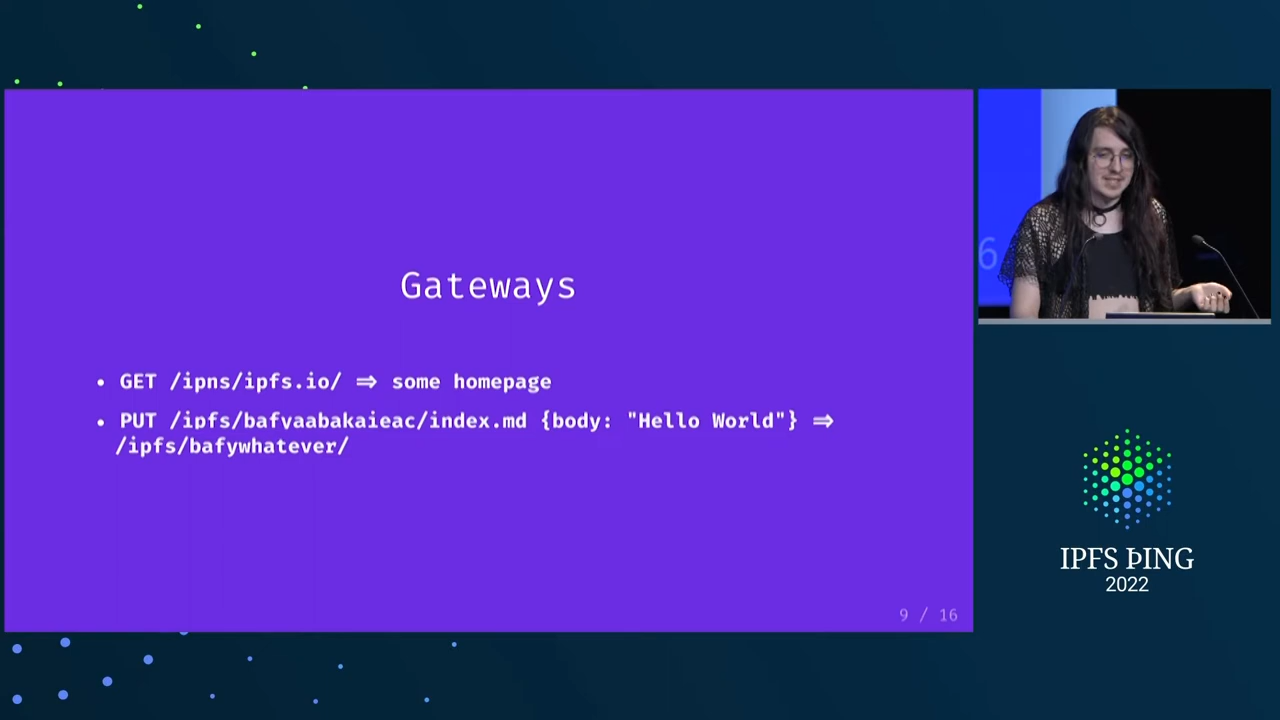 Gateways
• GET /ipns/ipfs.io/ ⇒ some homepage
• PUT /ipfs/bafyaabakaieac/index.md {body: "Hello World"} ⇒
/ipfs/bafywhatever/
9 / 16
6
IPFS ÞING
2022